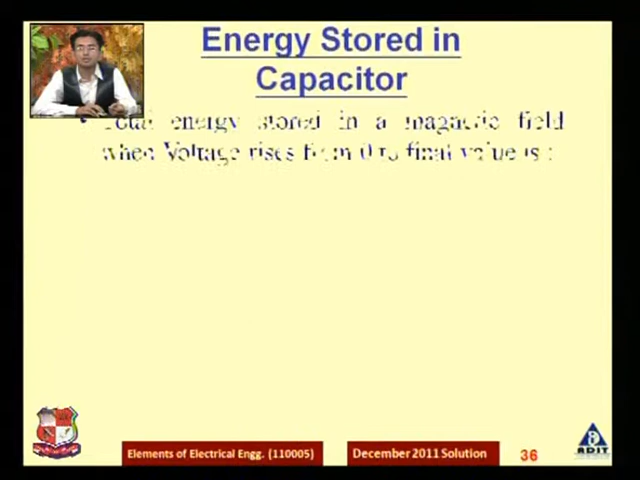 Energy Stored in
Capacitor
• Total energy stored in a magnetic field
when Voltage rises from 0 to final value is :
Elements of Electrical Engg. (110005)
December 2011 Solution
36
ADIT